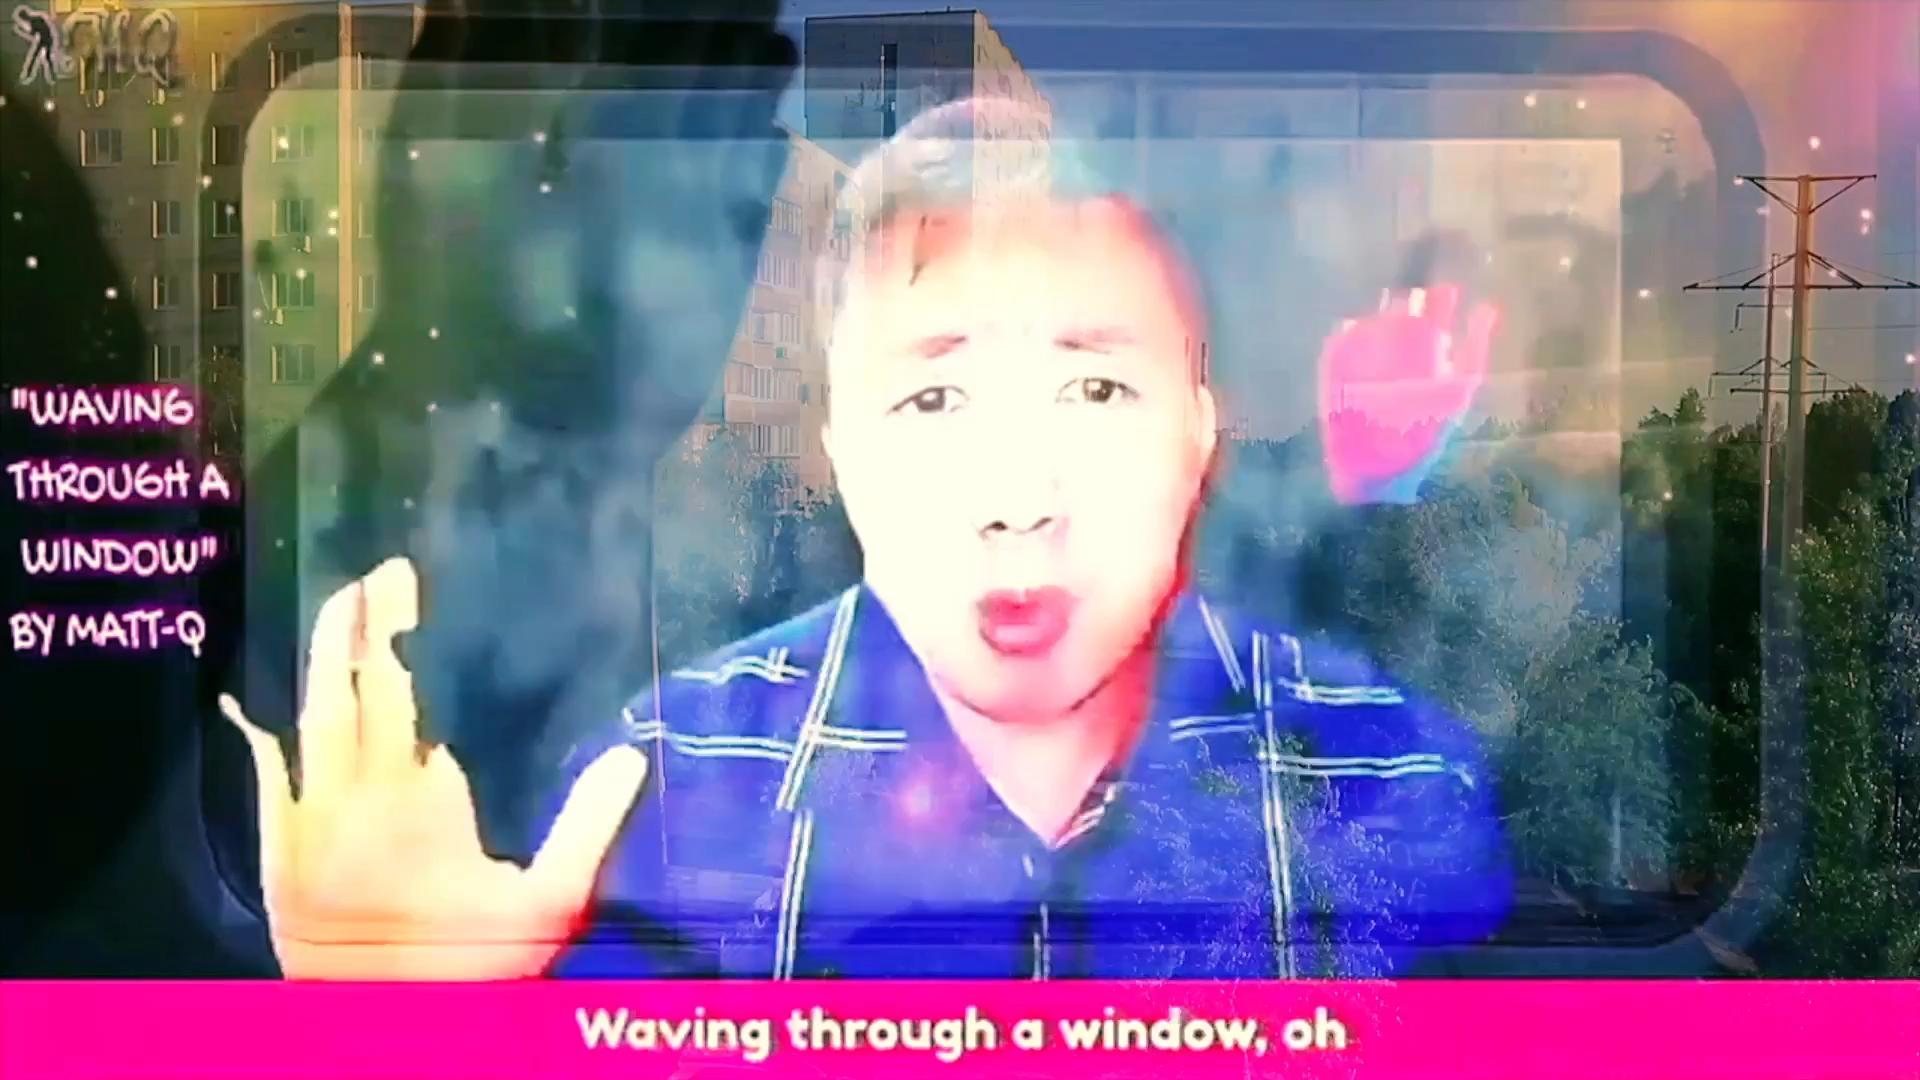 "WAVING
THROUGH A
WINDOW"
BY MATT-Q
Waving through a window, oh